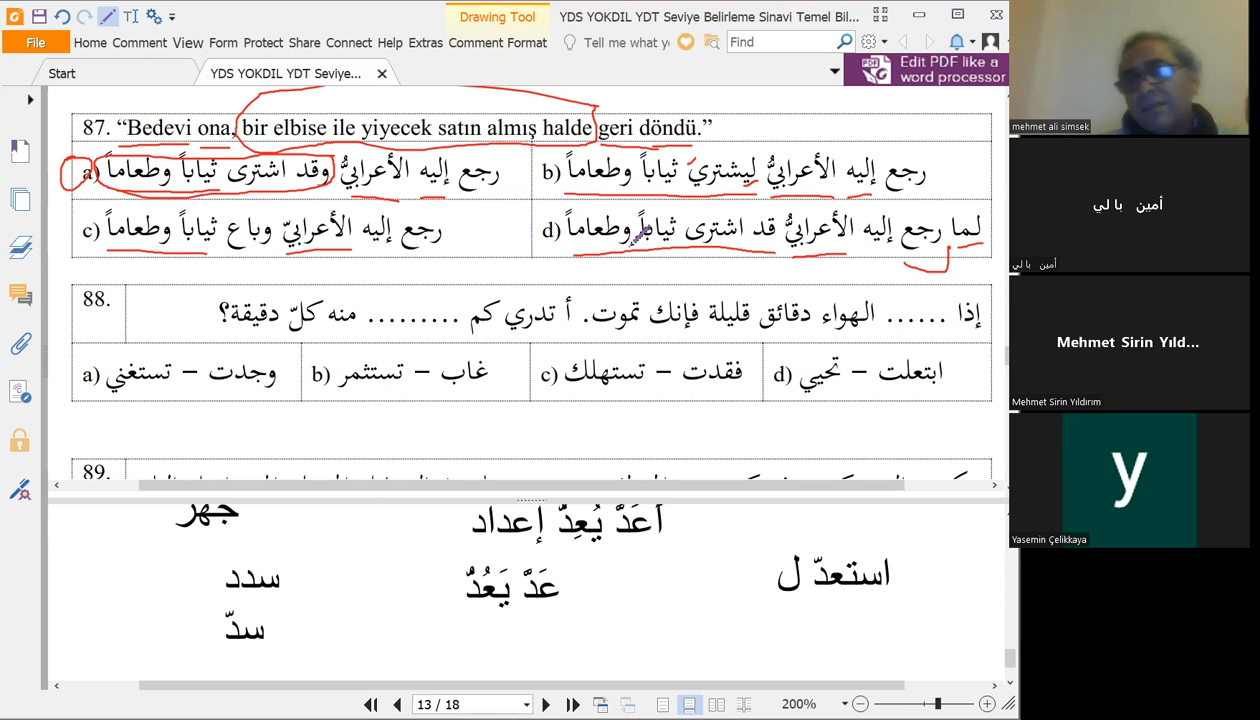 YDS YOKDIL YDT Seviye Belirleme Sinavi Temel Bil...
Drawing Tool
File Home Comment View Form Protect Share Connect Help Extras Comment Format
Tell me
Find
Start
YDS YOKDIL YDT Seviye...
Edit PDF like a
word processor
87. “Bedevi ona, bir elbise ile yiyecek satın almış halde geri döndü.”
a) رجع إليه الأعرابيُّ وقد اشترى ثياباً وطعاماً
b) رجع إليه الأعرابيُّ ليشتريَ ثياباً وطعاماً
c) رجع إليه الأعرابيّ وباع ثياباً وطعاماً
d) لما رجع إليه الأعرابيُّ قد اشترى ثياباً وطعاماً
88. إذا ...... الهواء دقائق قليلة فإنك تموت. أ تدري كم ......... منه كلّ دقيقة؟
a) وجدت – تستغني
b) غاب – تستثمر
c) فقدت – تستهلك
d) ابتعلت – تحيي
89.
جهر
أعَدَّ يُعِدُّ إعداد
سدد
عَدَّ يَعُدُّ
استعدّ ل
سدّ
13 / 18
200%
mehmet ali simsek
أمين بالي
أمين بالي
Mehmet Sirin Yıld...
Mehmet Sirin Yıldırım
y
Yasemin Çelikkaya